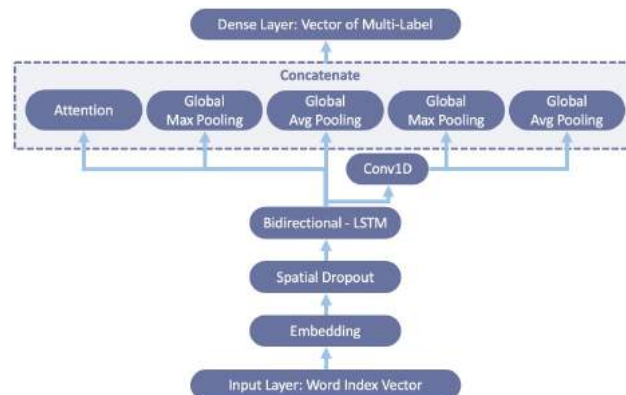 Dense Layer: Vector of Multi-Label
Concatenate
Attention
Global
Max Pooling
Global
Avg Pooling
Global
Max Pooling
Global
Avg Pooling
Conv1D
Bidirectional - LSTM
Spatial Dropout
Embedding
Input Layer: Word Index Vector